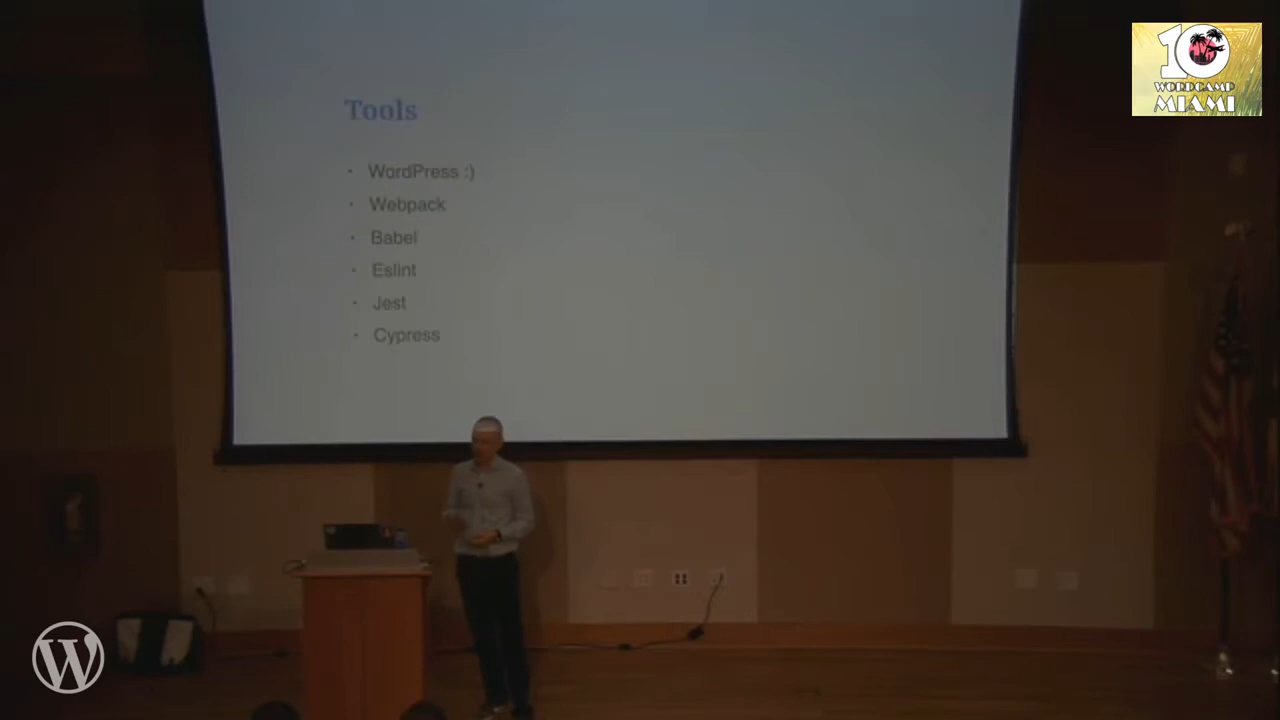 10
WORDCAMP
MIAMI
Tools
· WordPress :)
· Webpack
· Babel
· Eslint
· Jest
· Cypress
W